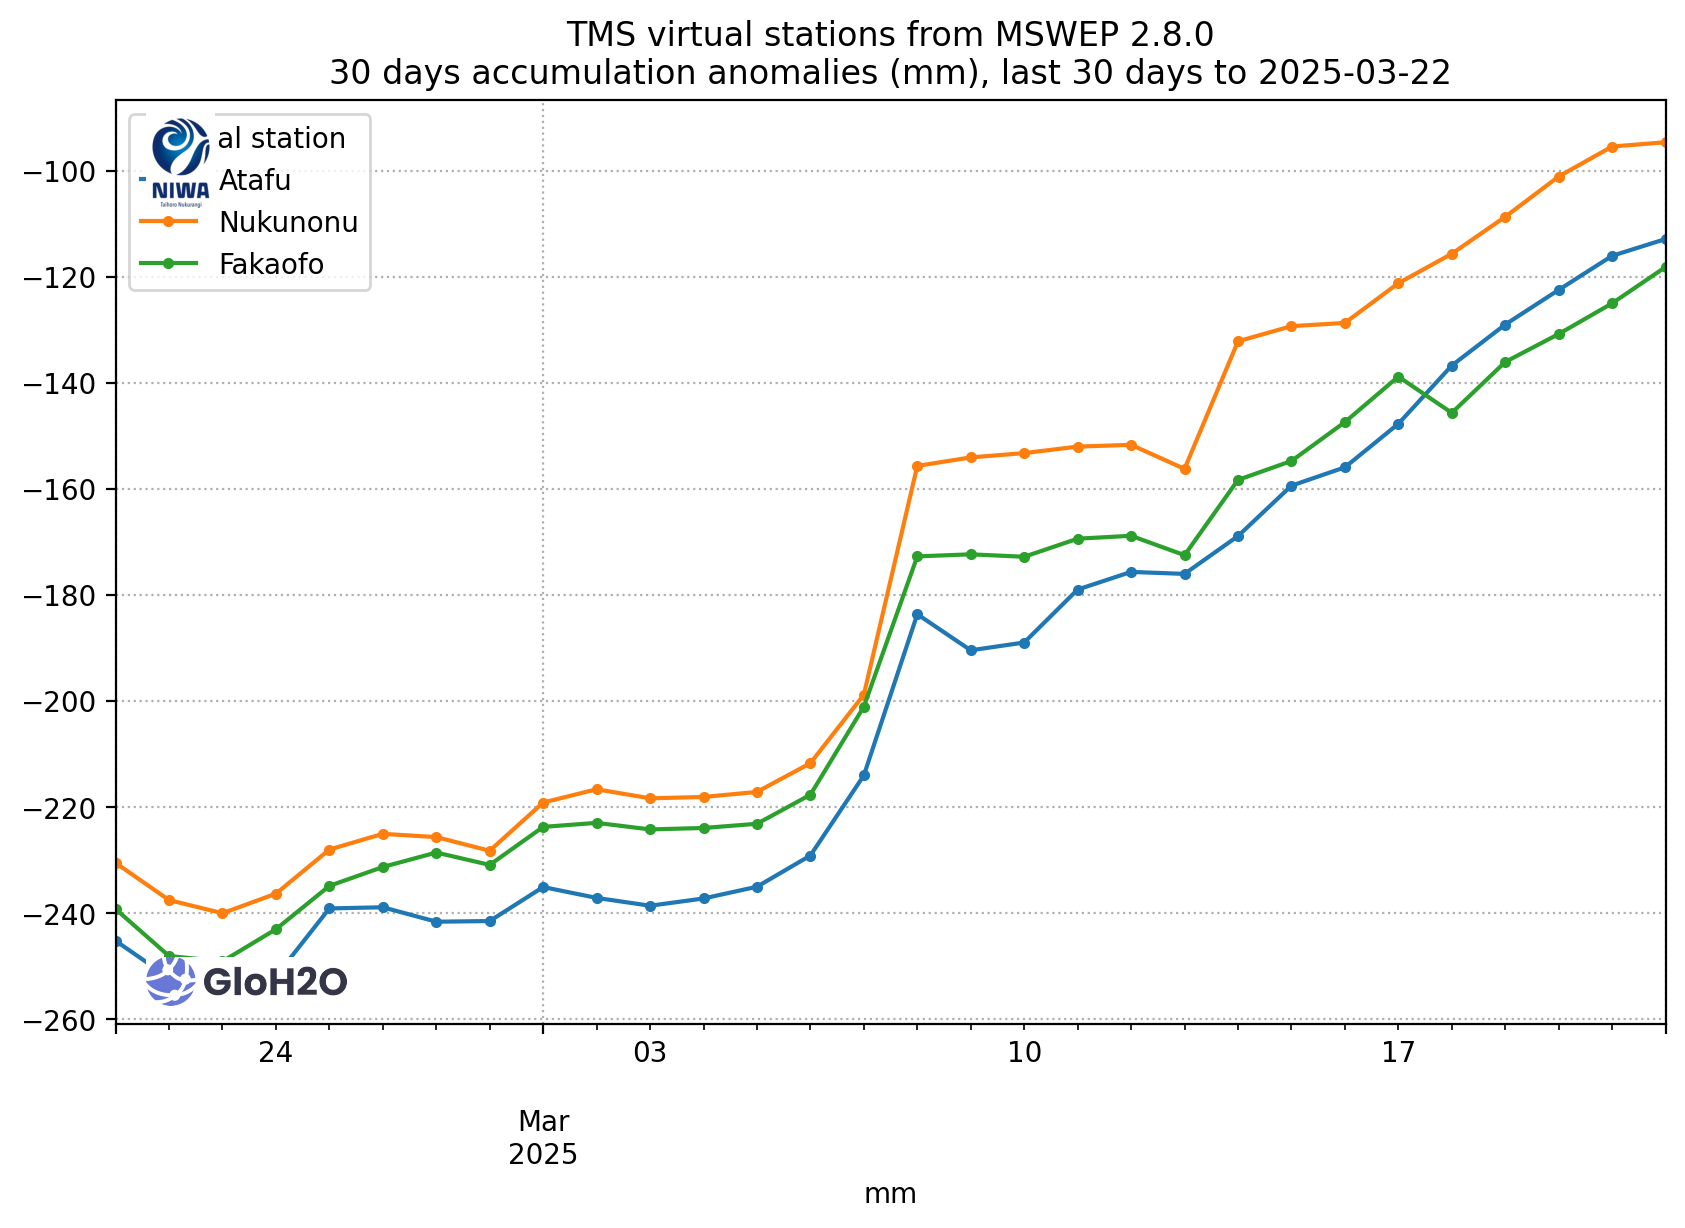 TMS virtual stations from MSWEP 2.8.0
30 days accumulation anomalies (mm), last 30 days to 2025-03-22
al station
Atafu
Nukunonu
Fakaofo
NIWA
Taihoro Nukurangi
−100
−120
−140
−160
−180
−200
−220
−240
−260
GloH2O
24
03
10
17
Mar
2025
mm